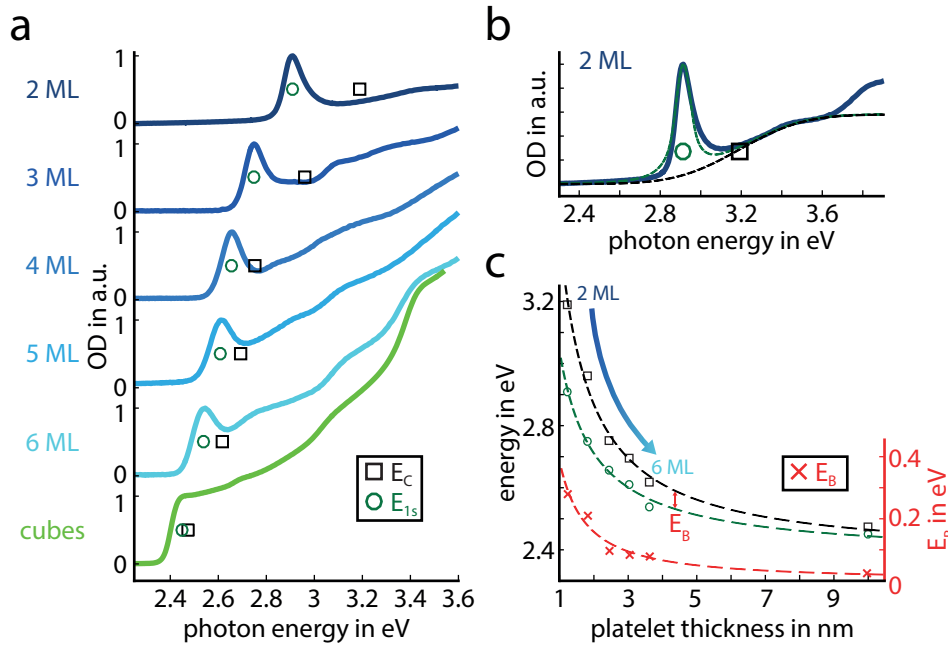 a
2 ML
3 ML
4 ML
5 ML
6 ML
cubes
OD in a.u.
1
0
1
0
1
0
1
0
1
0
1
0
E_C
E_1s
2.4 2.6 2.8 3 3.2 3.4 3.6
photon energy in eV
b
2 ML
OD in a.u.
2.4 2.8 3.2 3.6
photon energy in eV
c
2 ML
6 ML
E_B
E_B
3.2
2.8
2.4
energy in eV
0.4
0.2
0
E_B in eV
1 3 5 7 9
platelet thickness in nm